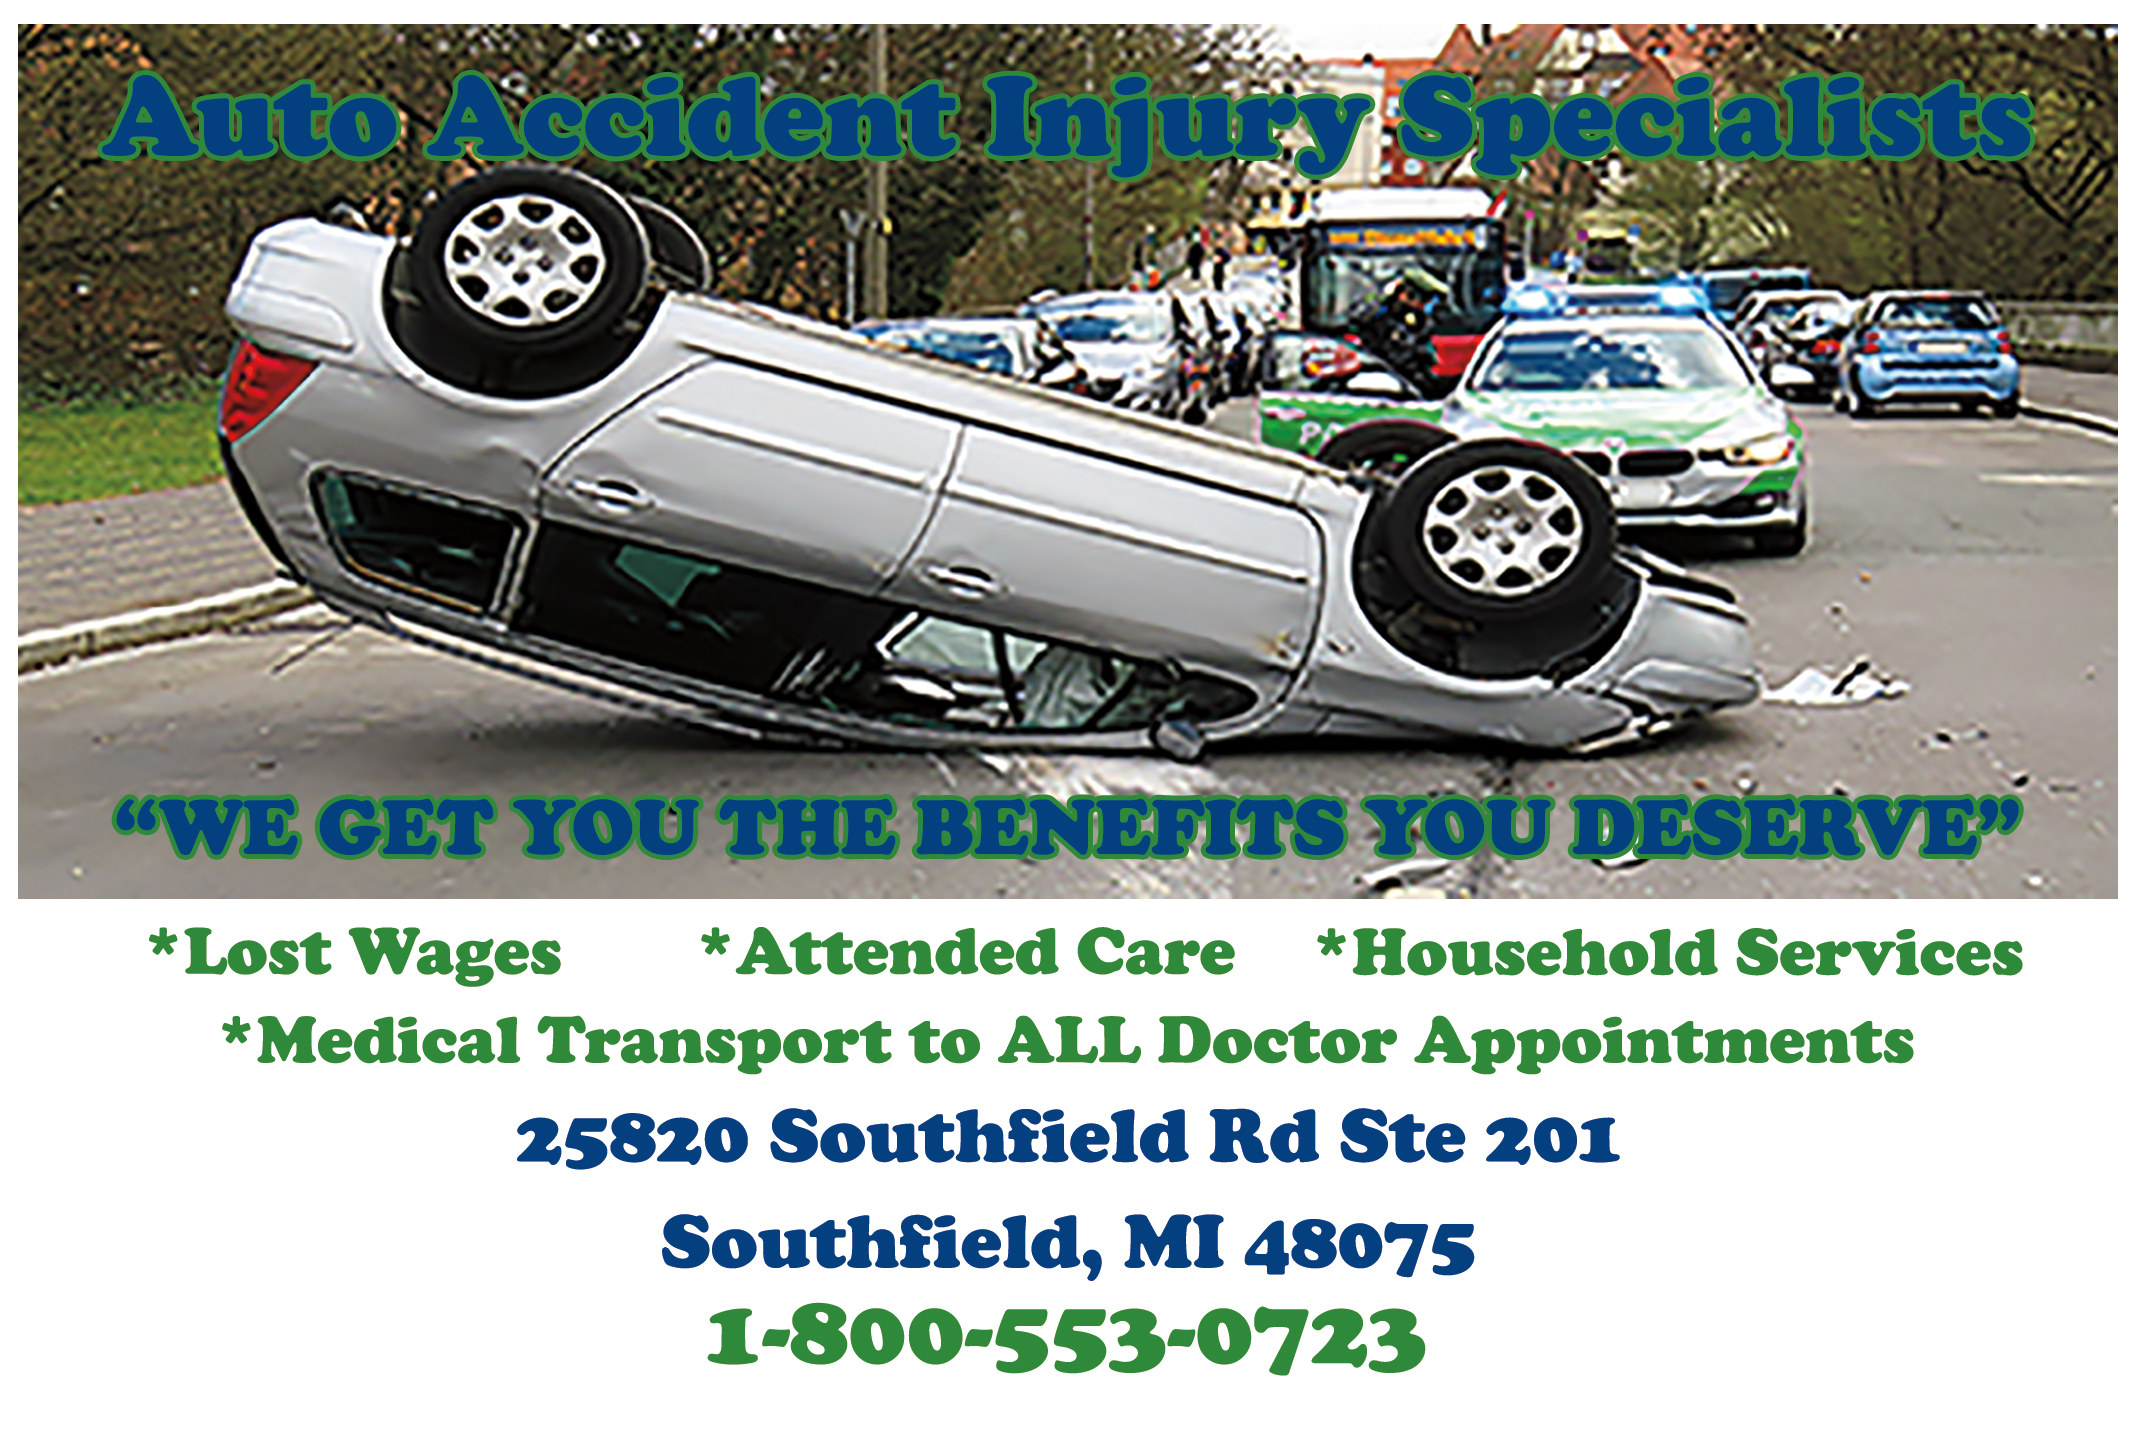 Auto Accident Injury Specialists
“WE GET YOU THE BENEFITS YOU DESERVE”
*Lost Wages *Attended Care *Household Services
*Medical Transport to ALL Doctor Appointments
25820 Southfield Rd Ste 201
Southfield, MI 48075
1-800-553-0723